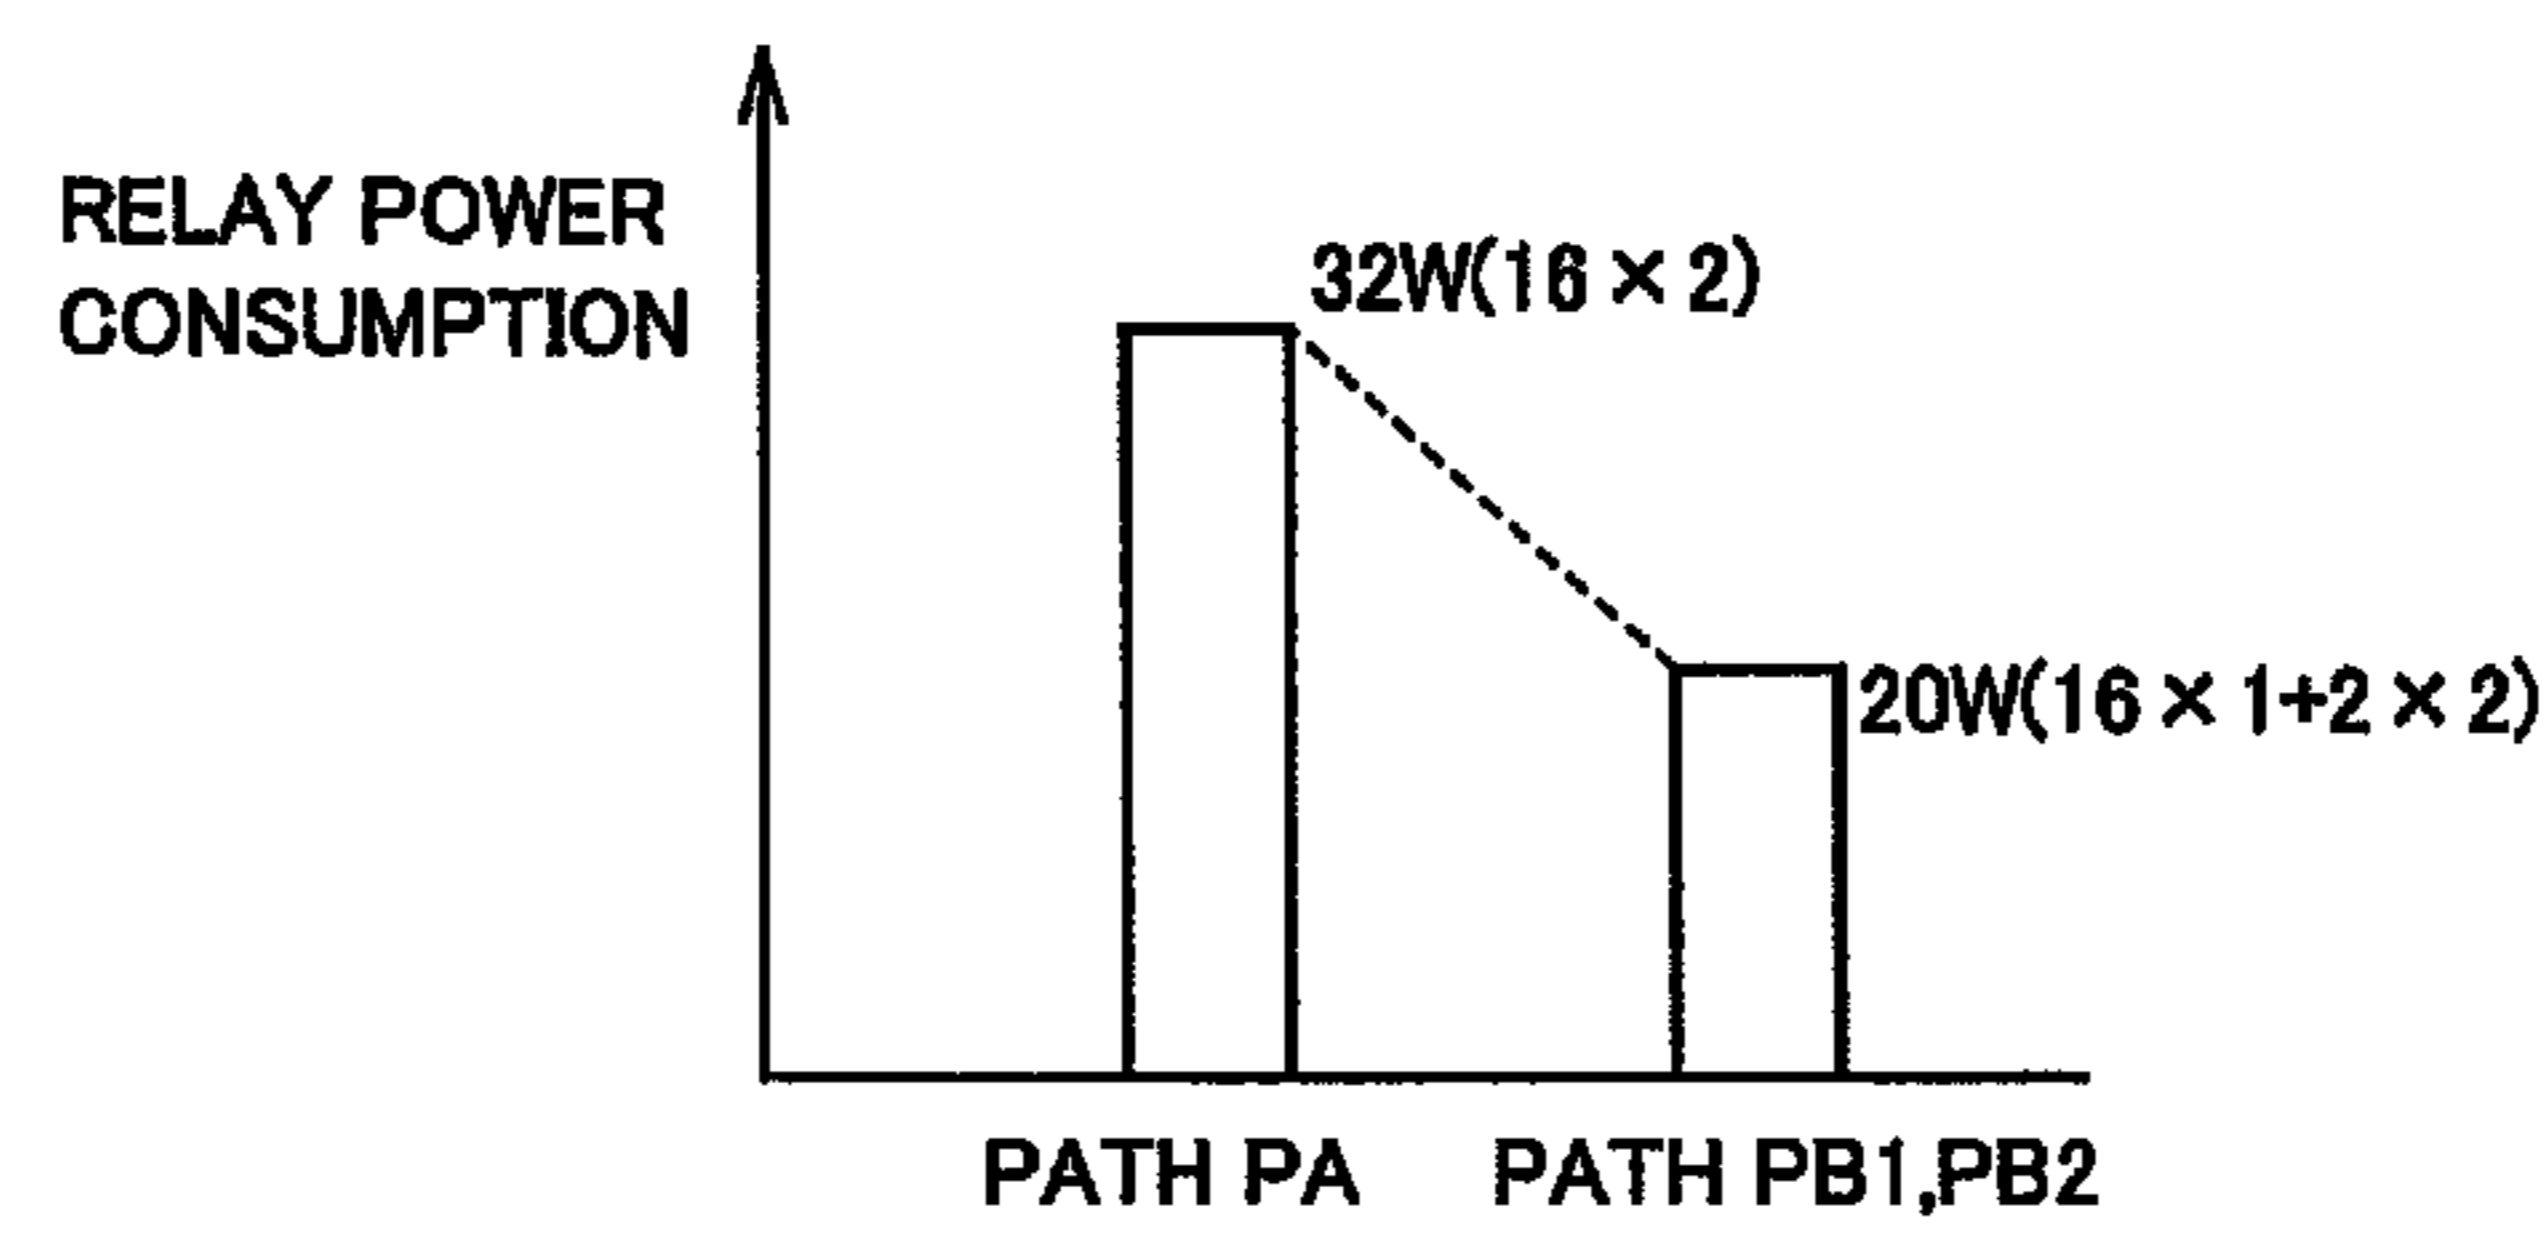 RELAY POWER
CONSUMPTION
32W(16 × 2)
20W(16 × 1+2 × 2)
PATH PA
PATH PB1,PB2